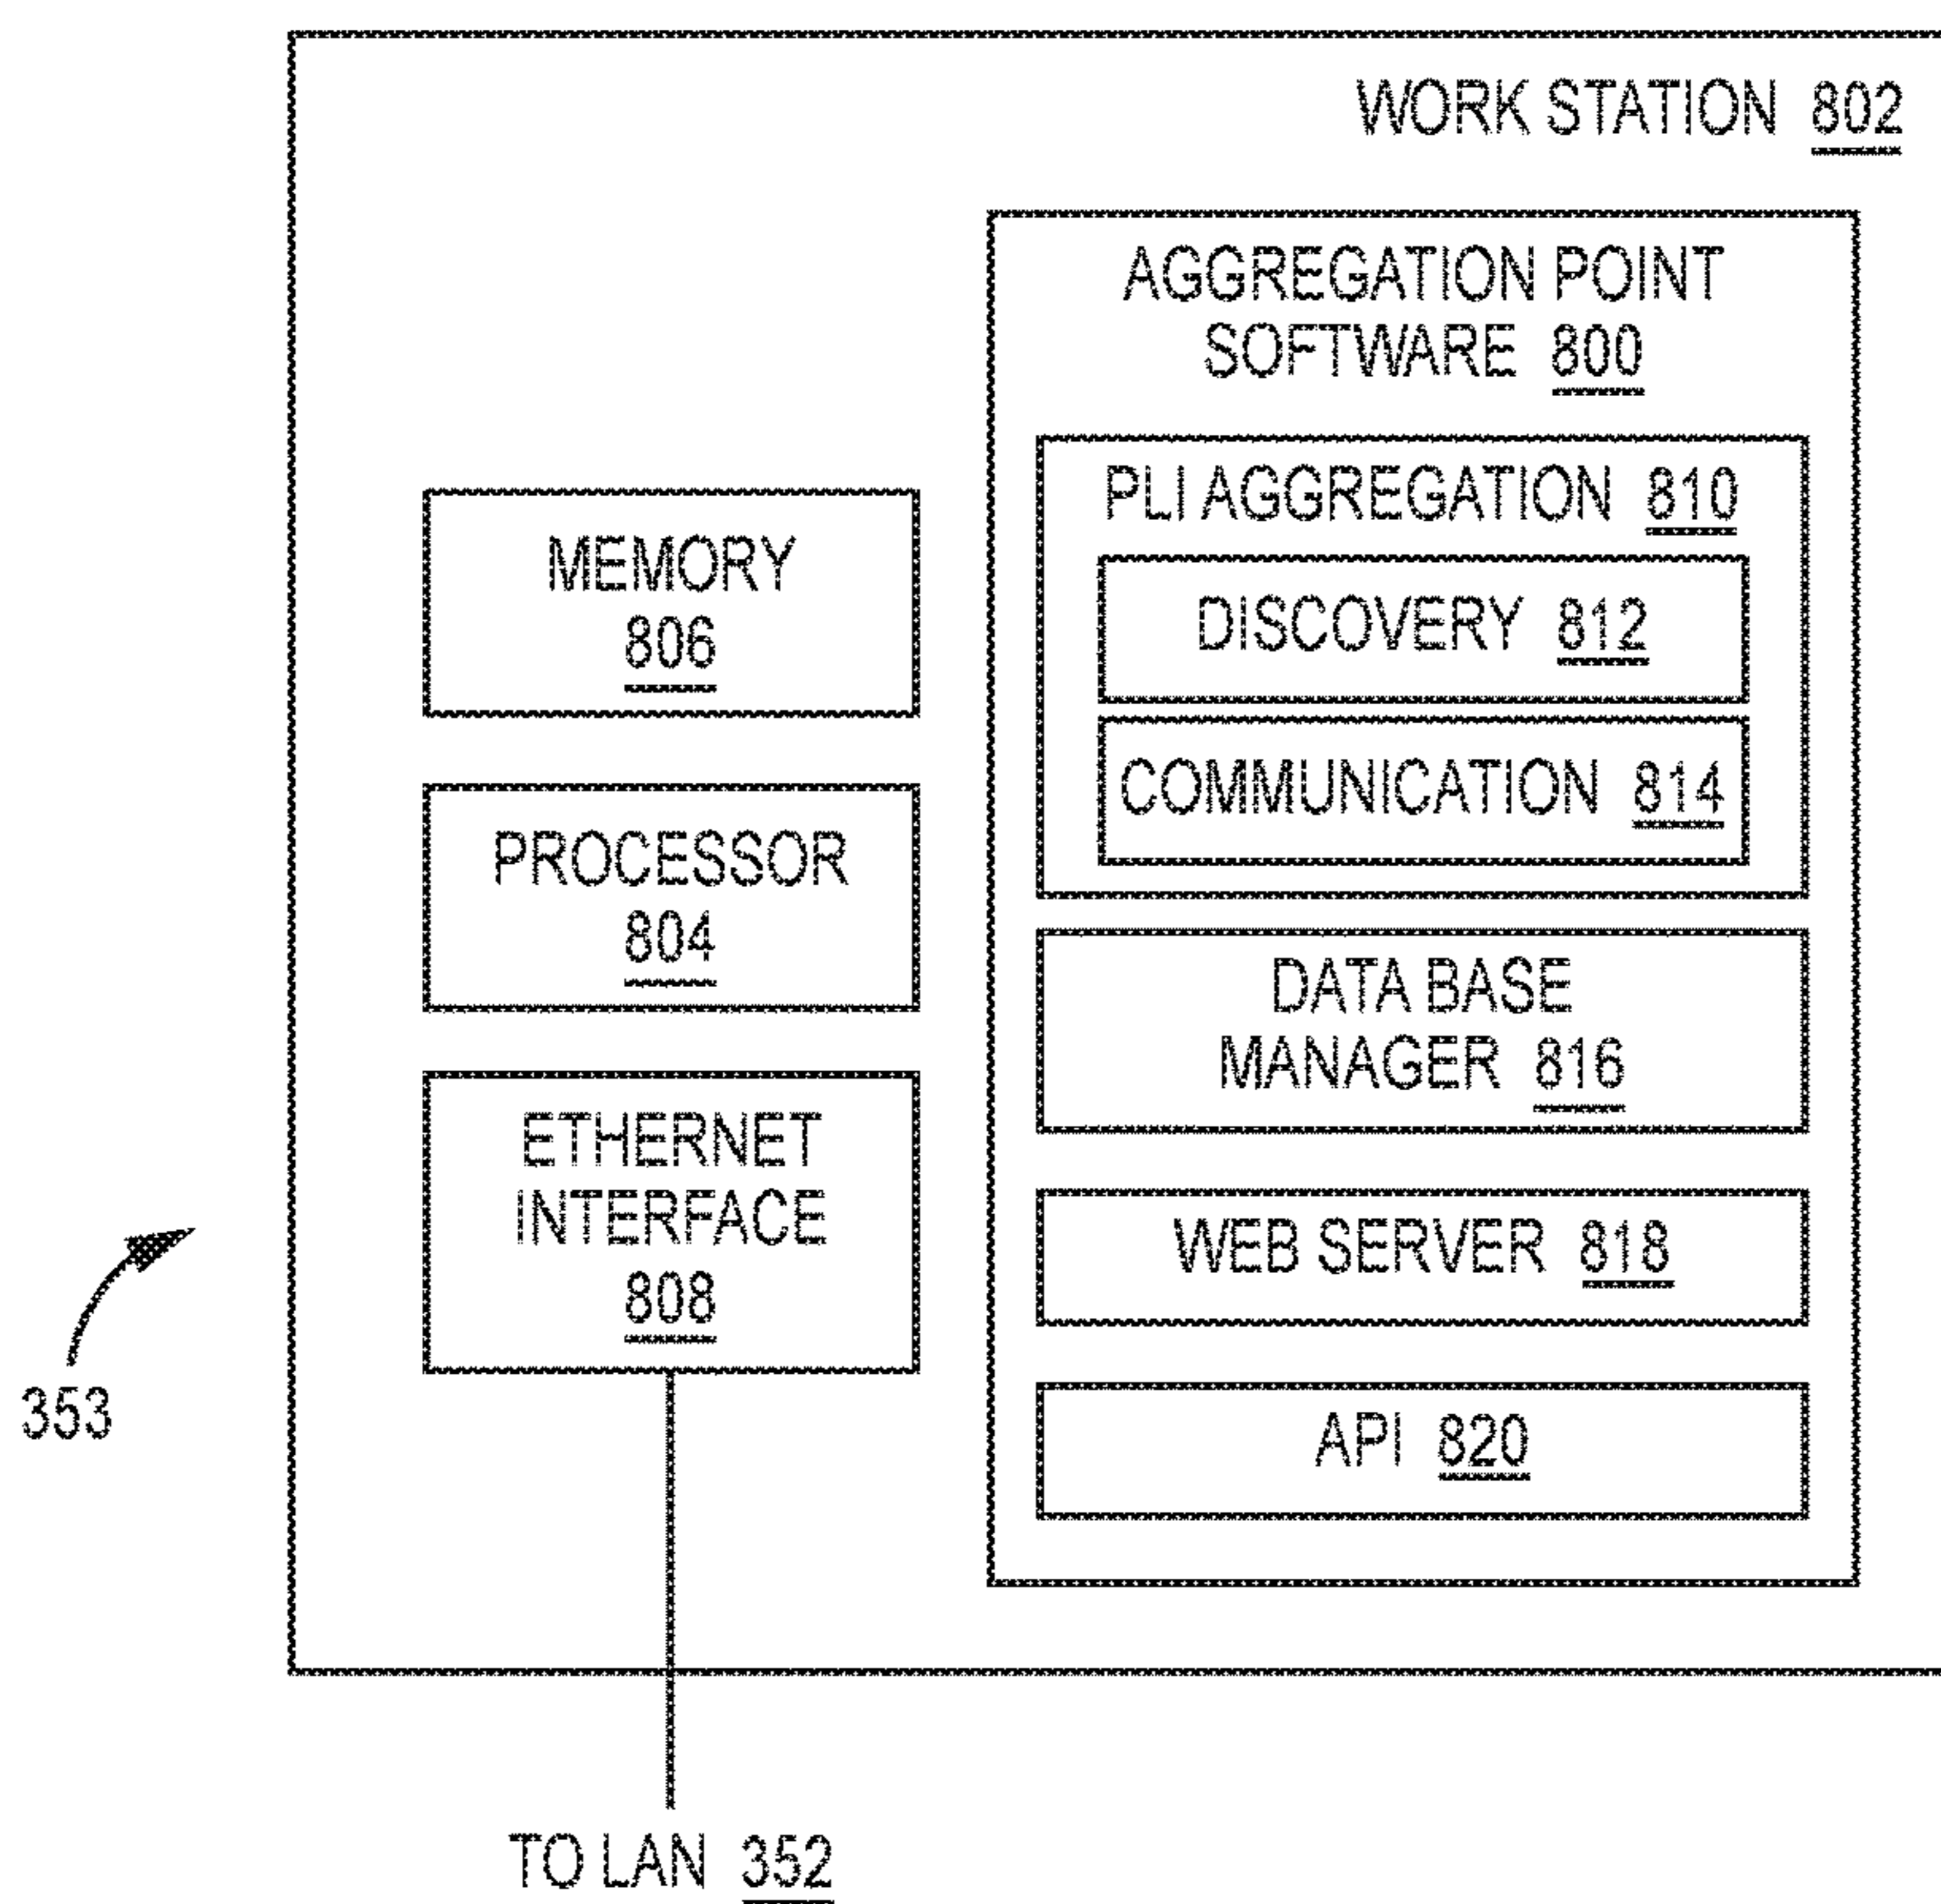 WORK STATION 802
AGGREGATION POINT
SOFTWARE 800
PLI AGGREGATION 810
DISCOVERY 812
COMMUNICATION 814
DATA BASE
MANAGER 816
WEB SERVER 818
API 820
MEMORY
806
PROCESSOR
804
ETHERNET
INTERFACE
808
353
TO LAN 352